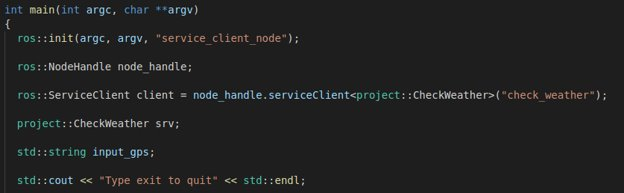 int main(int argc, char **argv)
{
ros::init(argc, argv, "service_client_node");
ros::NodeHandle node_handle;
ros::ServiceClient client = node_handle.serviceClient<project::CheckWeather>("check_weather");
project::CheckWeather srv;
std::string input_gps;
std::cout << "Type exit to quit" << std::endl;